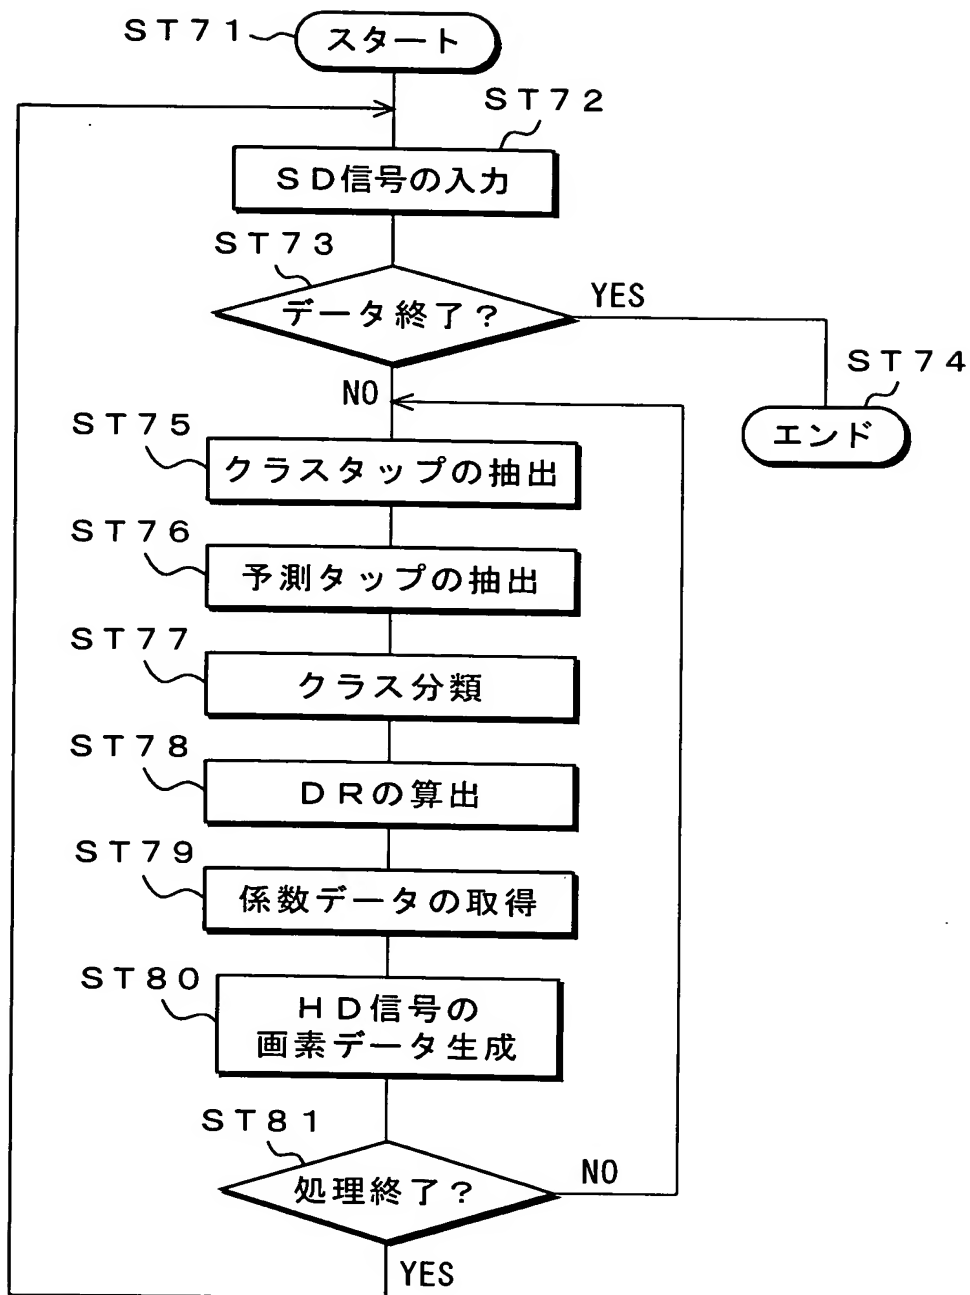 ST71
スタート
ST72
SD信号の入力
ST73
データ終了？
YES
ST74
エンド
NO
ST75
クラスタップの抽出
ST76
予測タップの抽出
ST77
クラス分類
ST78
DRの算出
ST79
係数データの取得
ST80
HD信号の
画素データ生成
ST81
処理終了？
NO
YES